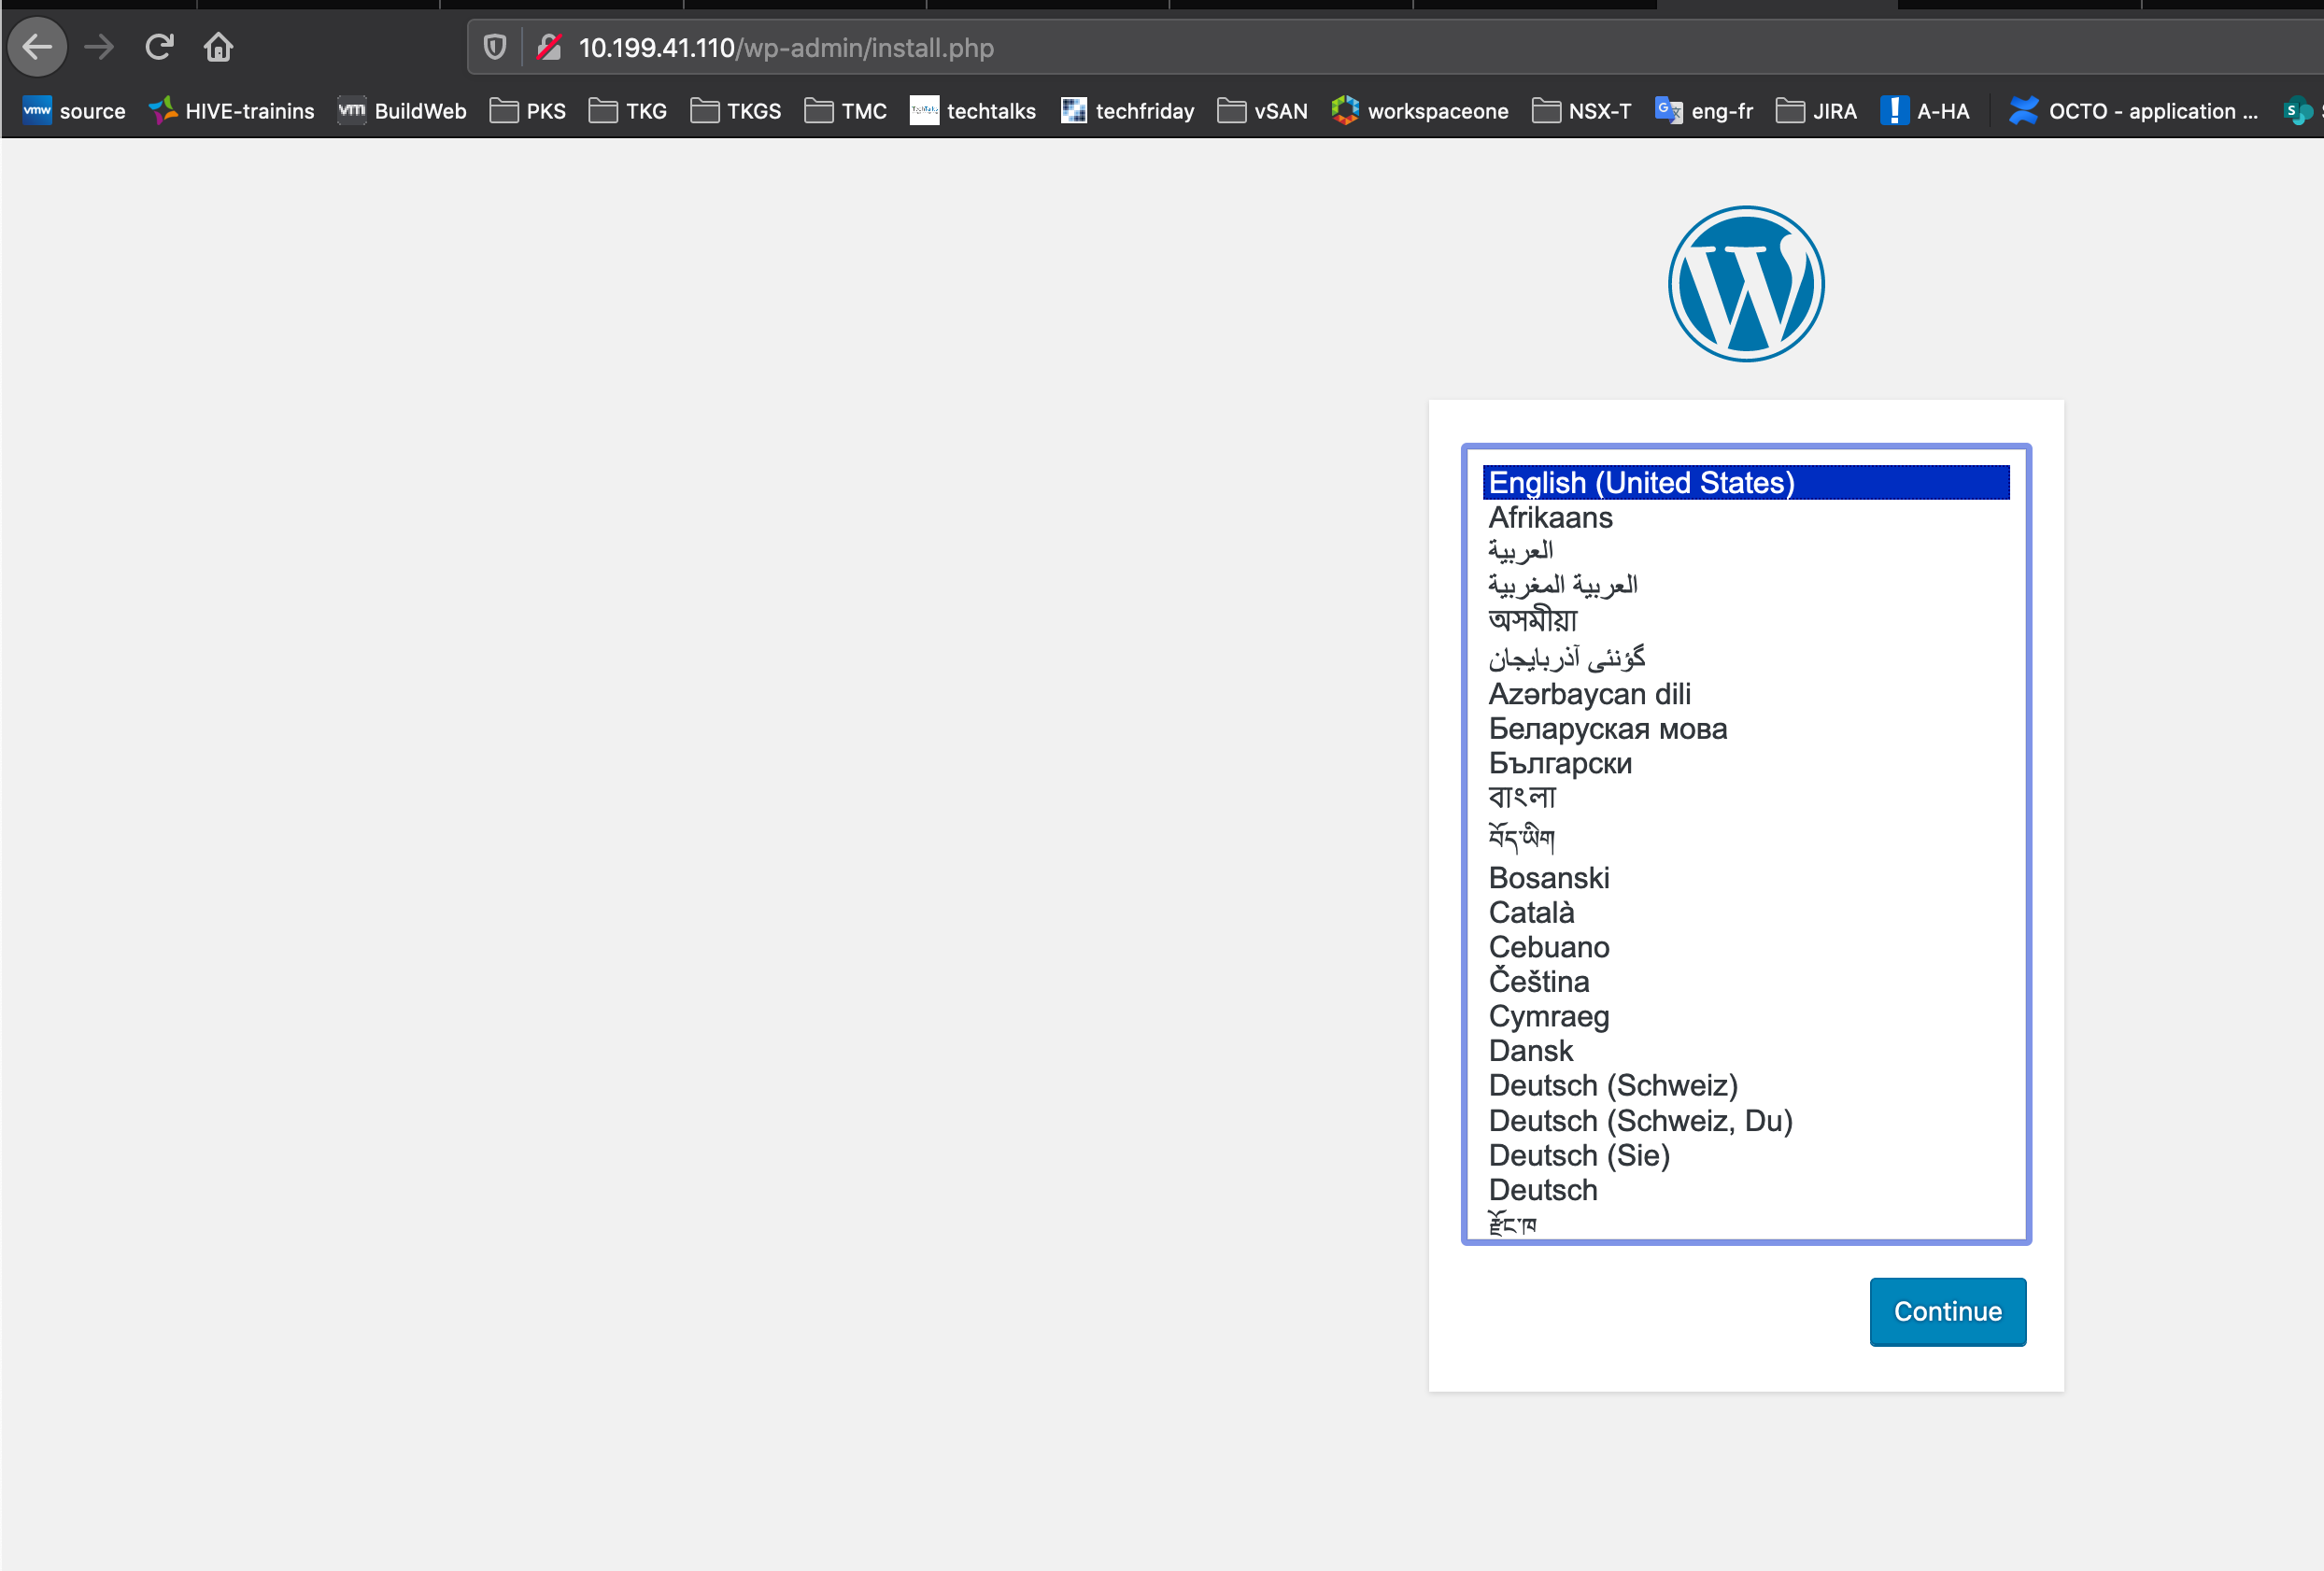 10.199.41.110/wp-admin/install.php
vmw source HIVE-trainins vm BuildWeb PKS TKG TKGS TMC techtalks techfriday vSAN workspaceone NSX-T eng-fr JIRA A-HA OCTO - application ...
English (United States)
Afrikaans
العربية
العربية المغربية
অসমীয়া
گؤنئی آذربایجان
Azərbaycan dili
Беларуская мова
Български
বাংলা
བོད་ཡིག
Bosanski
Català
Cebuano
Čeština
Cymraeg
Dansk
Deutsch (Schweiz)
Deutsch (Schweiz, Du)
Deutsch (Sie)
Deutsch
རྫོང་ཁ
Continue